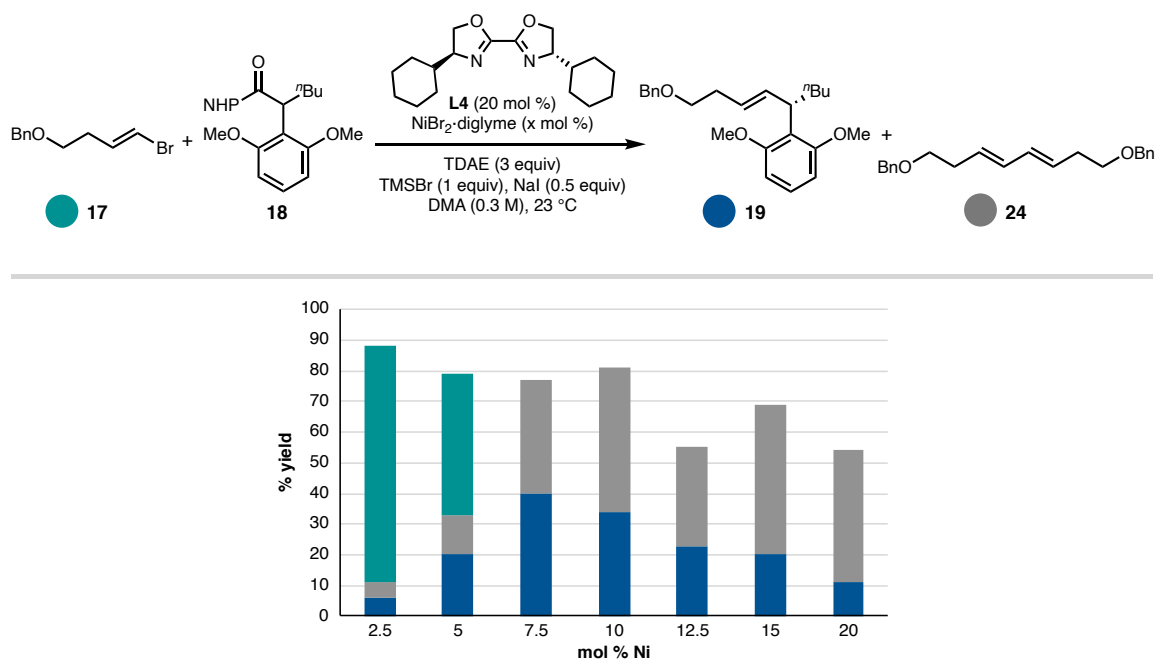 O
O
N
N
O
NHP
nBu
L4 (20 mol %)
NiBr2·diglyme (x mol %)
BnO
nBu
BnO
Br
+
MeO
OMe
MeO
OMe
+
BnO
OBn
TDAE (3 equiv)
TMSBr (1 equiv), NaI (0.5 equiv)
DMA (0.3 M), 23 °C
17
18
19
24
% yield
100
90
80
70
60
50
40
30
20
10
0
2.5 5 7.5 10 12.5 15 20
mol % Ni